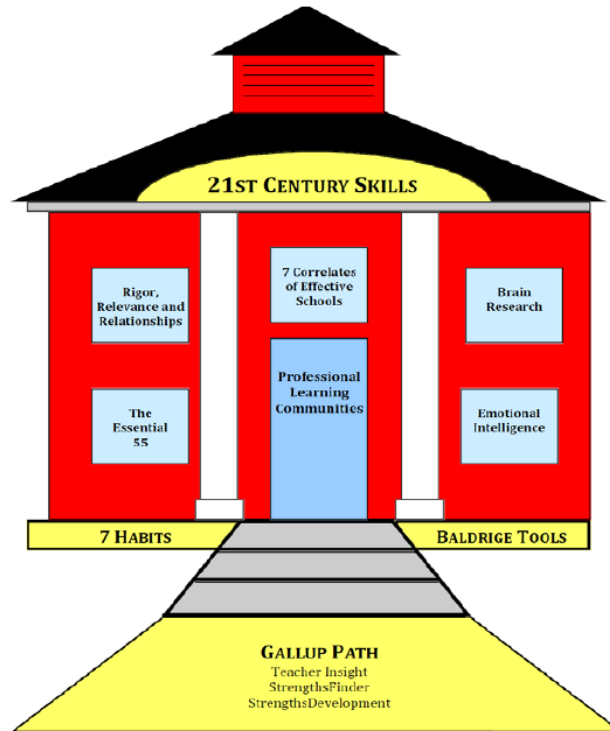 21ST CENTURY SKILLS
7 Correlates
of Effective
Schools
Rigor,
Relevance and
Relationships
Brain
Research
Professional
Learning
Communities
The
Essential
55
Emotional
Intelligence
7 HABITS
BALDRIGE TOOLS
GALLUP PATH
Teacher Insight
StrengthsFinder
StrengthsDevelopment